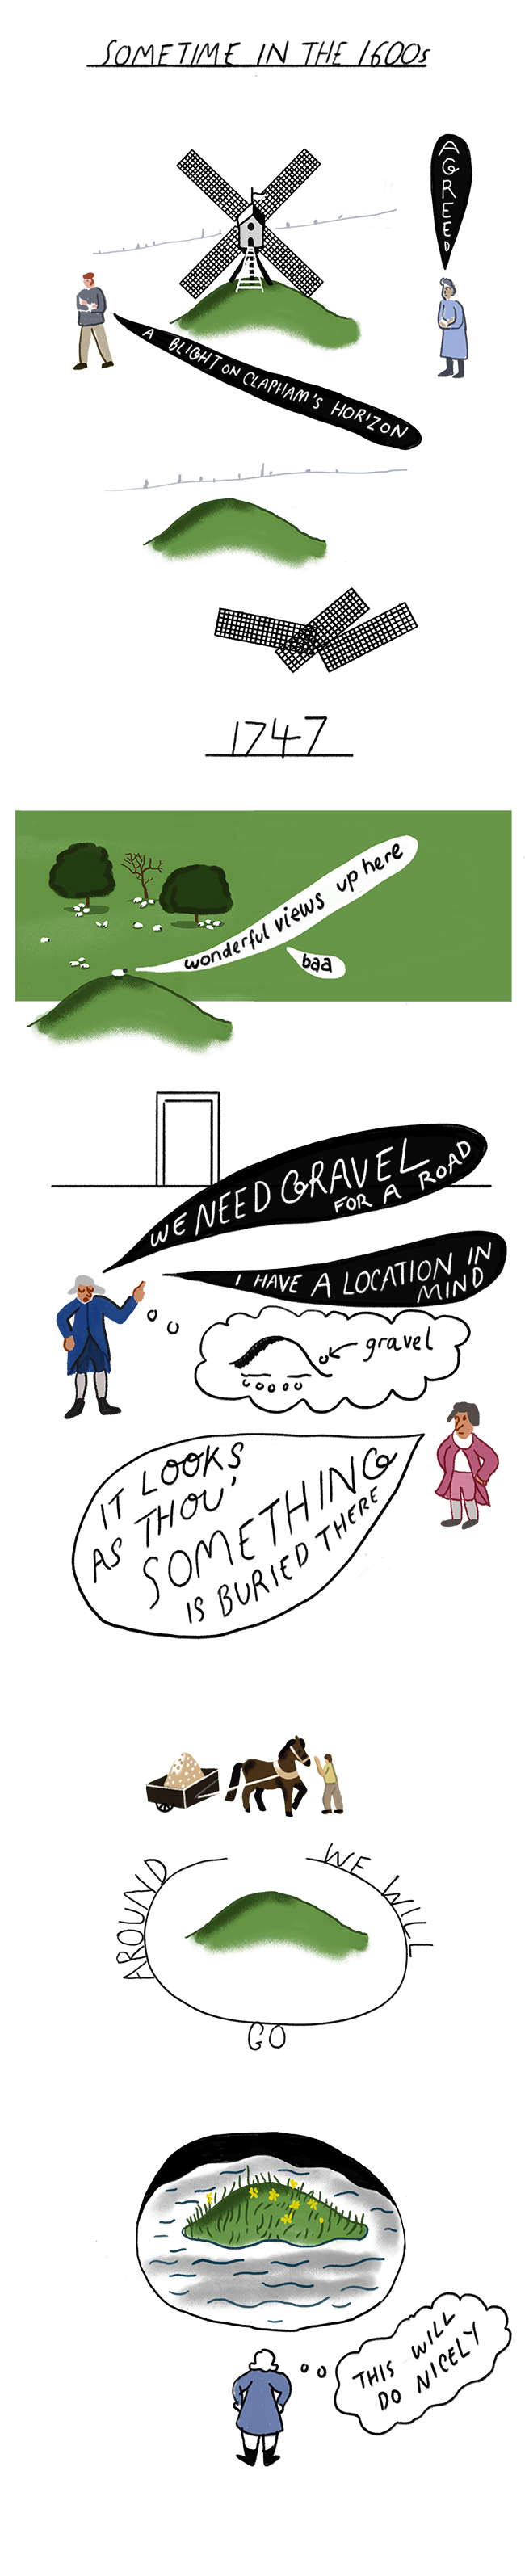 SOMETIME IN THE 1600s
AGREED
A BLIGHT ON CLAPHAM'S HORIZON
1747
wonderful views up here
baa
WE NEED GRAVEL
FOR A ROAD
I HAVE A LOCATION IN
MIND
gravel
IT LOOKS
AS THOU'
SOMETHING
IS BURIED THERE
AROUND WE WILL
GO
THIS WILL
DO NICELY